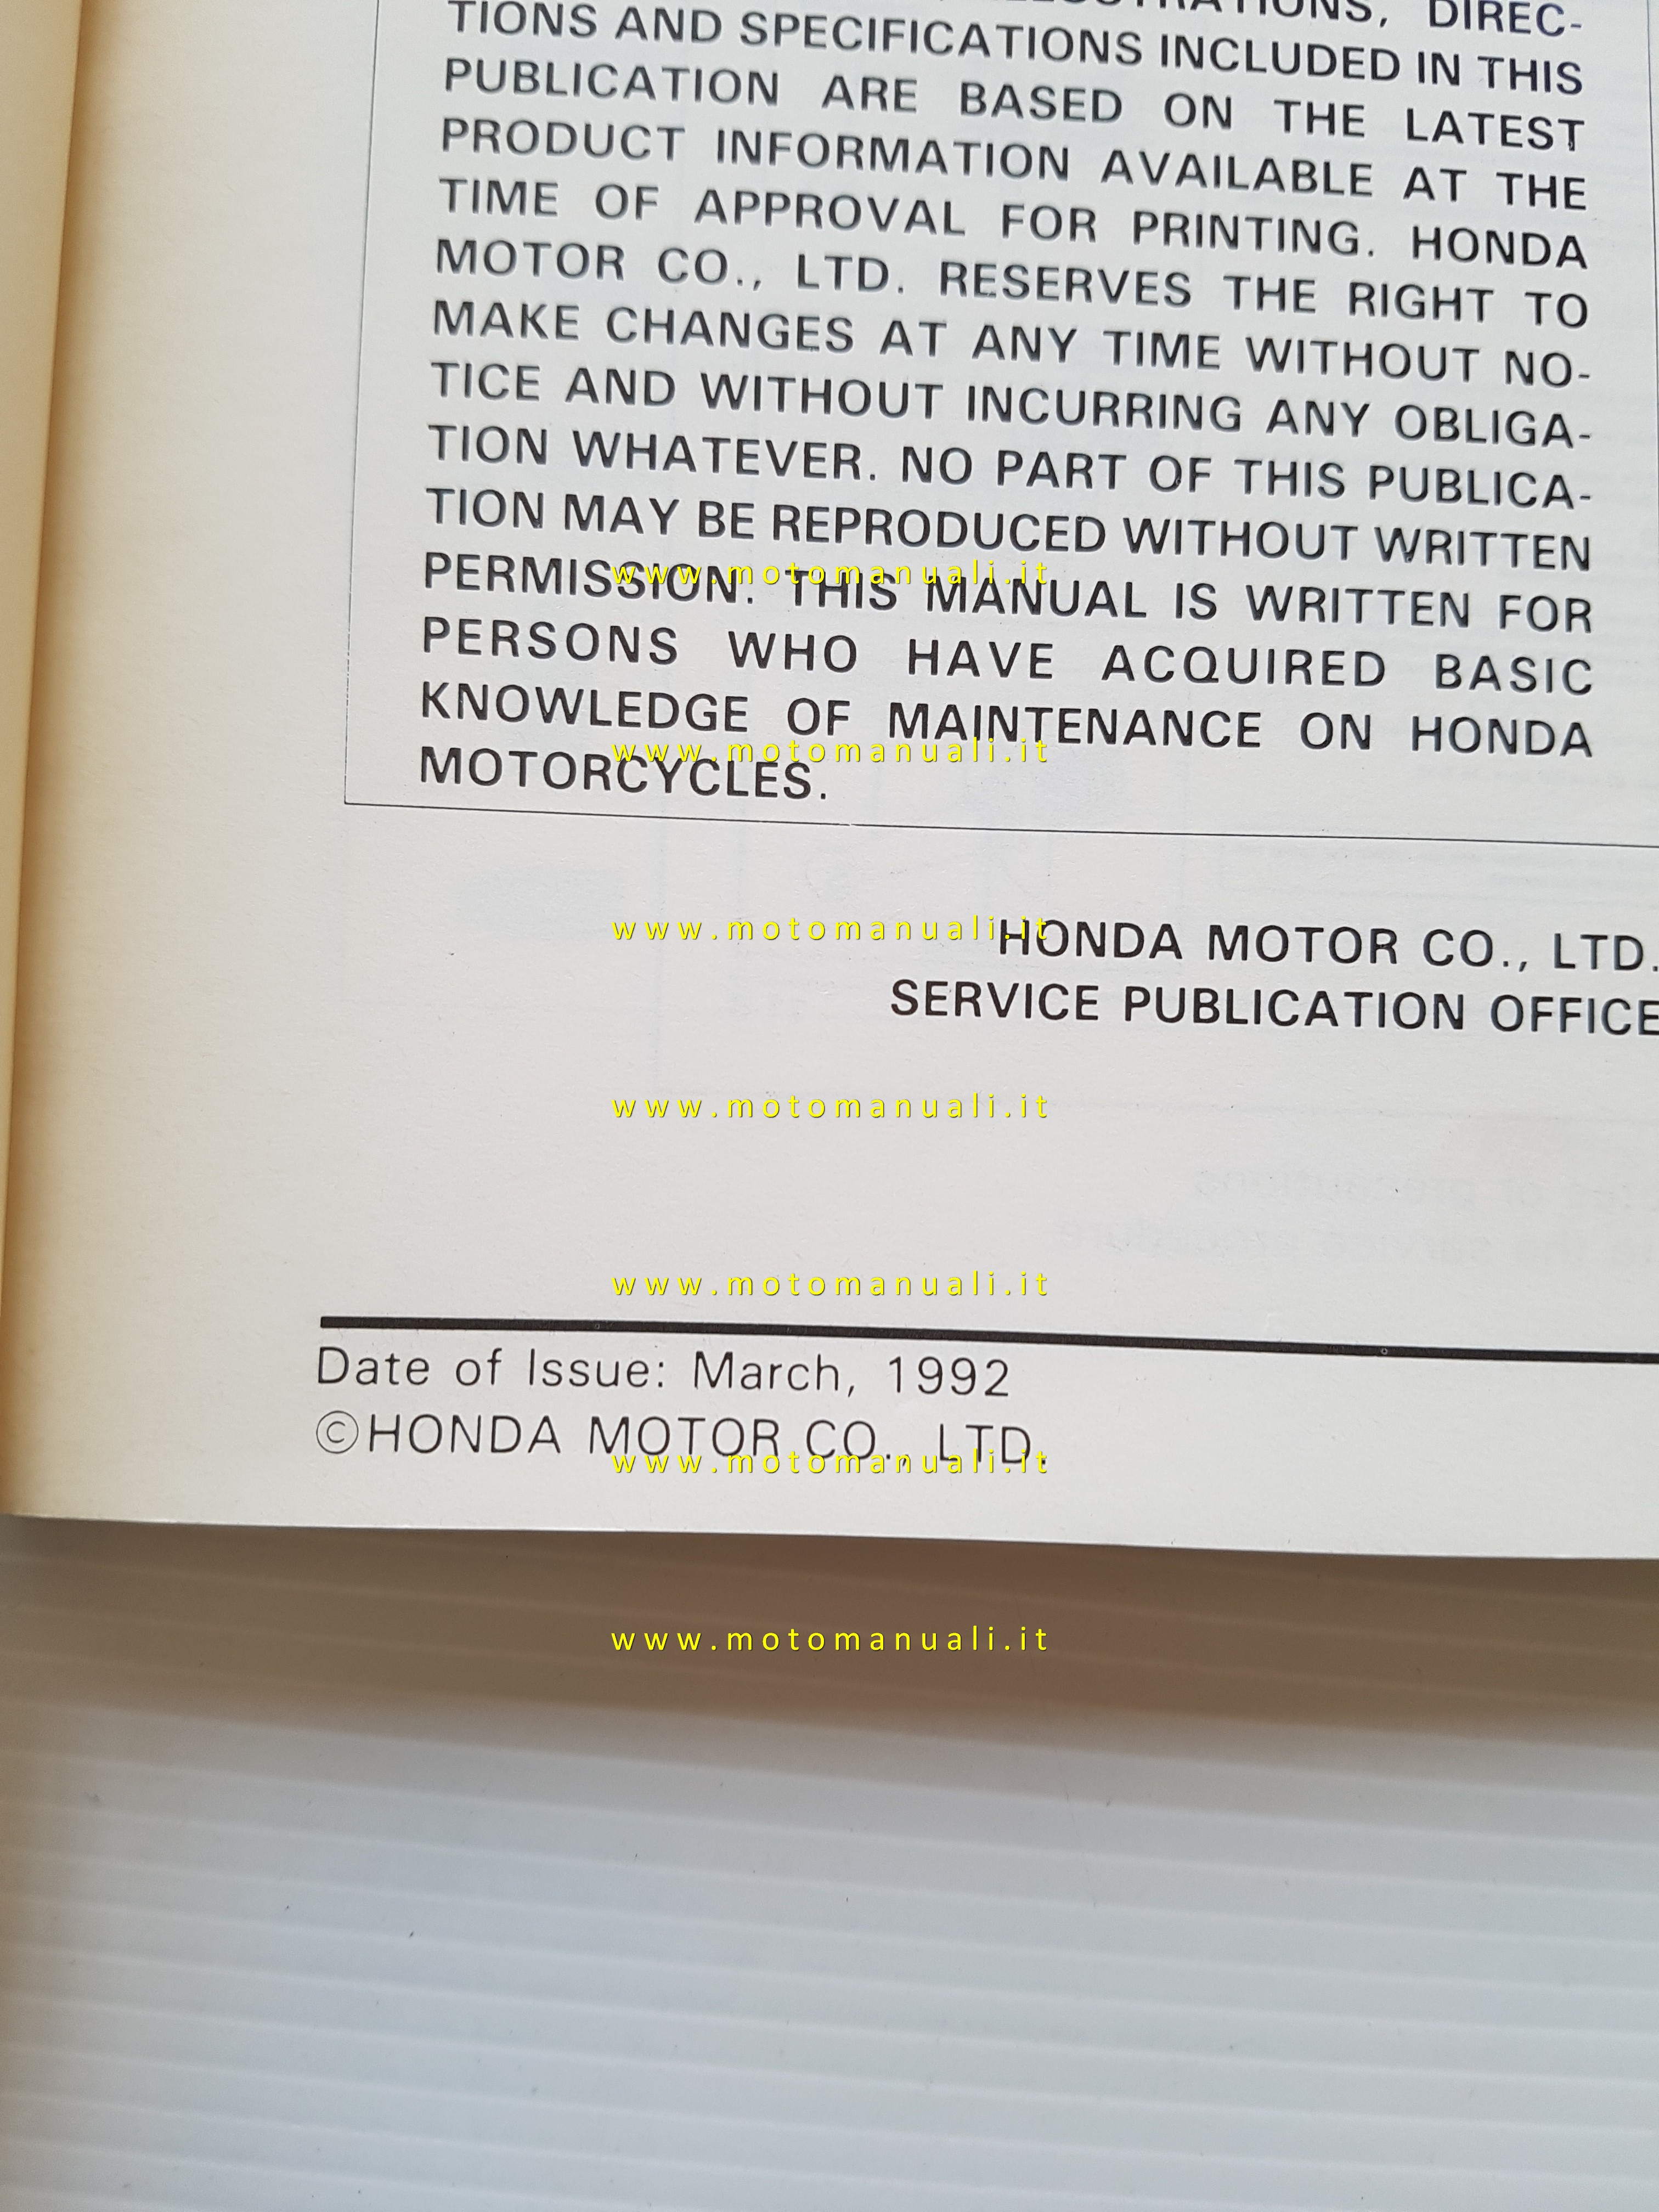 DIREC-
TIONS AND SPECIFICATIONS INCLUDED IN THIS
PUBLICATION ARE BASED ON THE LATEST
PRODUCT INFORMATION AVAILABLE AT THE
TIME OF APPROVAL FOR PRINTING. HONDA
MOTOR CO., LTD. RESERVES THE RIGHT TO
MAKE CHANGES AT ANY TIME WITHOUT NO-
TICE AND WITHOUT INCURRING ANY OBLIGA-
TION WHATEVER. NO PART OF THIS PUBLICA-
TION MAY BE REPRODUCED WITHOUT WRITTEN
PERMISSION. THIS MANUAL IS WRITTEN FOR
www.motomanuali.it
PERSONS WHO HAVE ACQUIRED BASIC
KNOWLEDGE OF MAINTENANCE ON HONDA
www.motomanuali.it
MOTORCYCLES.
www.motomanuali.it
HONDA MOTOR CO., LTD.
SERVICE PUBLICATION OFFICE
www.motomanuali.it
www.motomanuali.it
Date of Issue: March, 1992
©HONDA MOTOR CO., LTD.
www.motomanuali.it
www.motomanuali.it